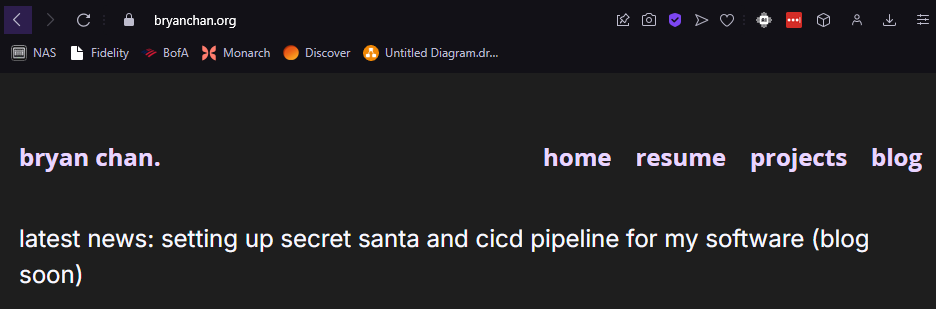 bryanchan.org
NAS Fidelity BofA Monarch Discover Untitled Diagram.dr...
bryan chan. home resume projects blog
latest news: setting up secret santa and cicd pipeline for my software (blog
soon)